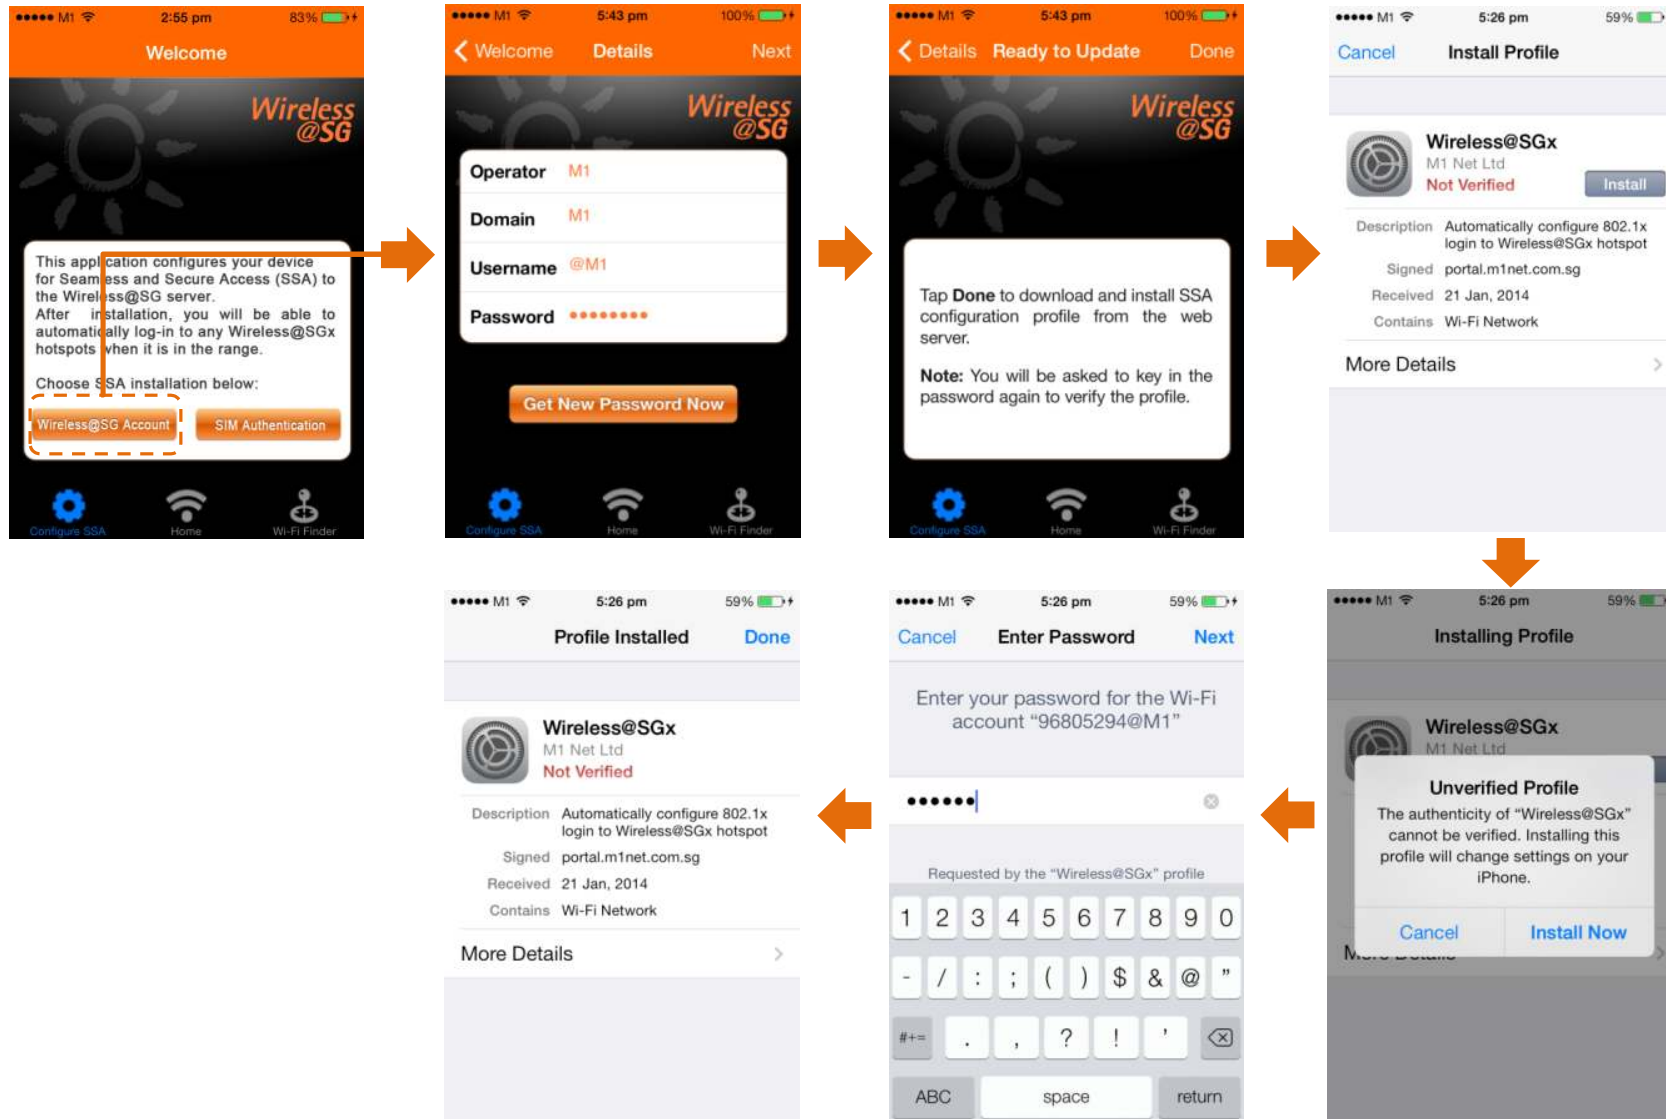 M1 2:55 pm 83%
Welcome
Wireless
@SG
This application configures your device
for Seamless and Secure Access (SSA) to
the Wireless@SG server.
After installation, you will be able to
automatically log-in to any Wireless@SGx
hotspots when it is in the range.
Choose SSA installation below:
Wireless@SG Account SIM Authentication
Configure SSA Home Wi-Fi Finder
M1 5:43 pm 100%
Welcome Details Next
Wireless
@SG
Operator M1
Domain M1
Username @M1
Password ••••••••
Get New Password Now
Configure SSA Home Wi-Fi Finder
M1 5:43 pm 100%
Details Ready to Update Done
Wireless
@SG
Tap Done to download and install SSA
configuration profile from the web
server.
Note: You will be asked to key in the
password again to verify the profile.
Configure SSA Home Wi-Fi Finder
M1 5:26 pm 59%
Cancel Install Profile
Wireless@SGx
M1 Net Ltd
Not Verified Install
Description Automatically configure 802.1x
login to Wireless@SGx hotspot
Signed portal.m1net.com.sg
Received 21 Jan, 2014
Contains Wi-Fi Network
More Details
M1 5:26 pm 59%
Installing Profile
Wireless@SGx
M1 Net Ltd
Unverified Profile
The authenticity of “Wireless@SGx”
cannot be verified. Installing this
profile will change settings on your
iPhone.
Cancel Install Now
More Details
M1 5:26 pm 59%
Cancel Enter Password Next
Enter your password for the Wi-Fi
account “96805294@M1”
••••••
Requested by the “Wireless@SGx” profile
1 2 3 4 5 6 7 8 9 0
- / : ; ( ) $ & @ ”
#+= . , ? ! ’
ABC space return
M1 5:26 pm 59%
Profile Installed Done
Wireless@SGx
M1 Net Ltd
Not Verified
Description Automatically configure 802.1x
login to Wireless@SGx hotspot
Signed portal.m1net.com.sg
Received 21 Jan, 2014
Contains Wi-Fi Network
More Details